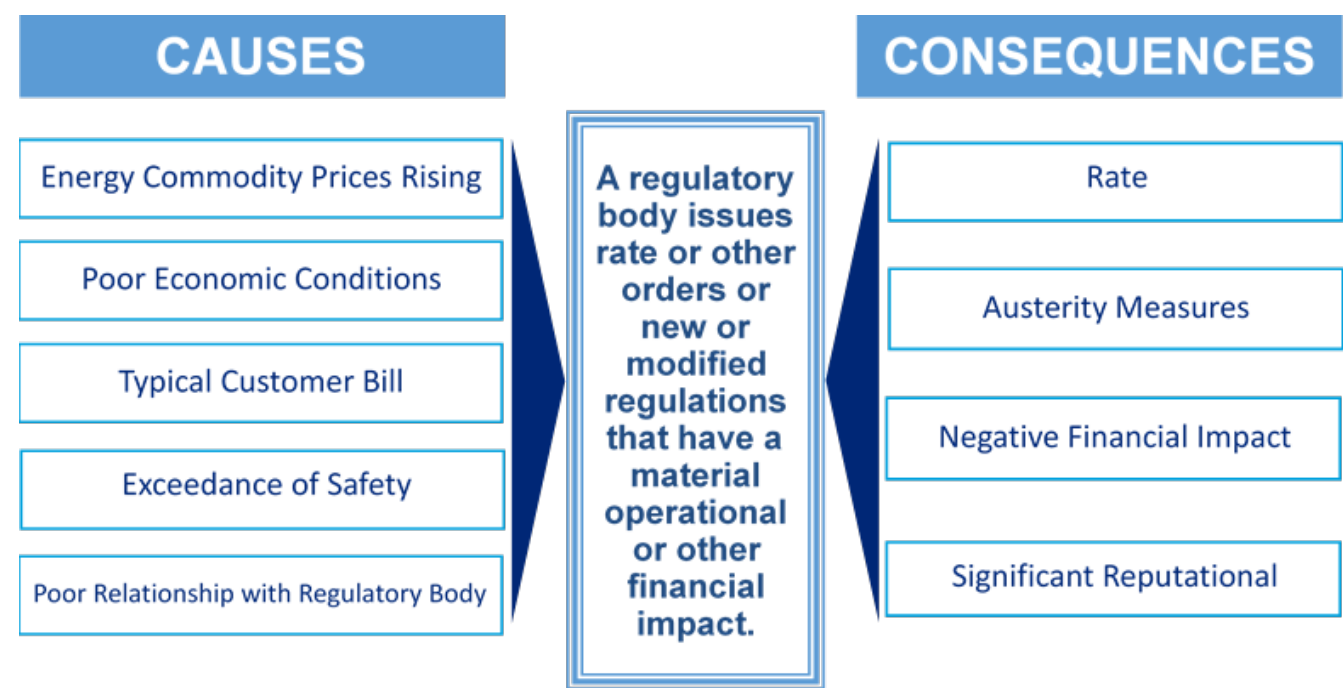 CAUSES
Energy Commodity Prices Rising
Poor Economic Conditions
Typical Customer Bill
Exceedance of Safety
Poor Relationship with Regulatory Body
A regulatory
body issues
rate or other
orders or
new or
modified
regulations
that have a
material
operational
or other
financial
impact.
CONSEQUENCES
Rate
Austerity Measures
Negative Financial Impact
Significant Reputational